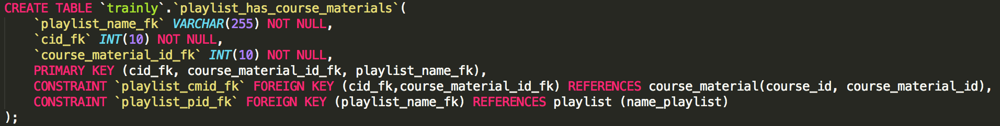 CREATE TABLE `trainly`.`playlist_has_course_materials`(
    `playlist_name_fk` VARCHAR(255) NOT NULL,
    `cid_fk` INT(10) NOT NULL,
    `course_material_id_fk` INT(10) NOT NULL,
    PRIMARY KEY (cid_fk, course_material_id_fk, playlist_name_fk),
    CONSTRAINT `playlist_cmid_fk` FOREIGN KEY (cid_fk,course_material_id_fk) REFERENCES course_material(course_id, course_material_id),
    CONSTRAINT `playlist_pid_fk` FOREIGN KEY (playlist_name_fk) REFERENCES playlist (name_playlist)
);